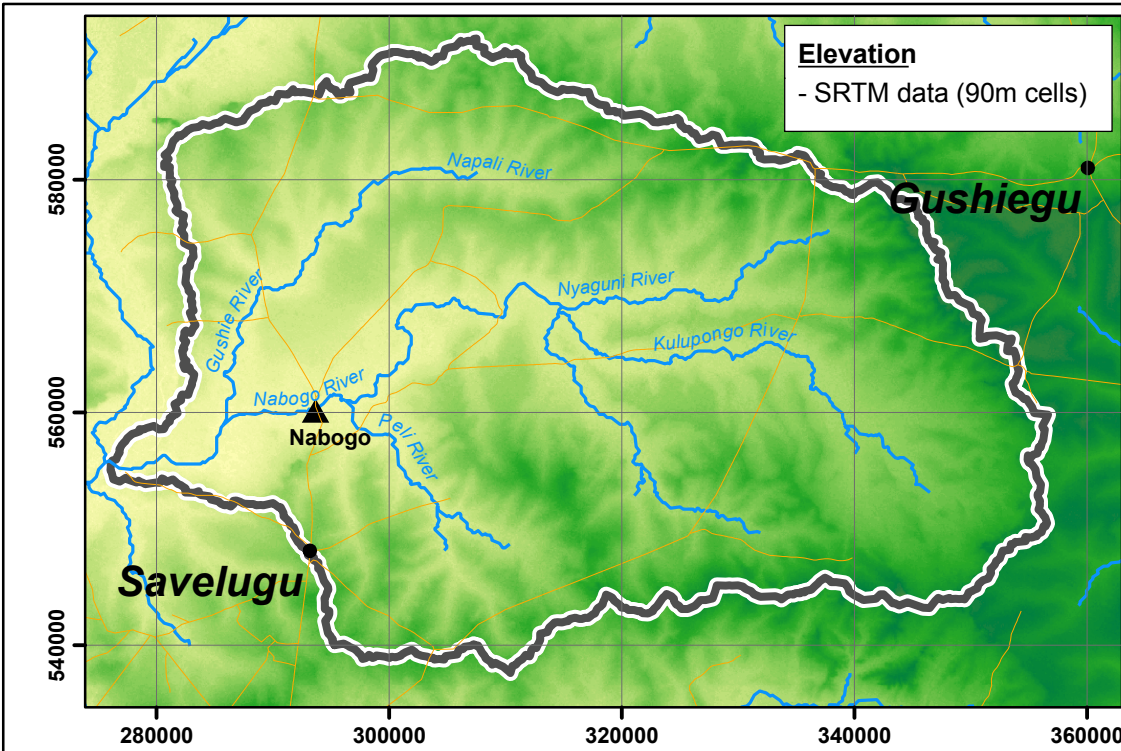 Elevation
- SRTM data (90m cells)
Napali River
Gushiegu
Gushie River
Nyaguni River
Kulupongo River
Nabogo River
Nabogo
Peli River
Savelugu
580000
560000
540000
280000
300000
320000
340000
360000